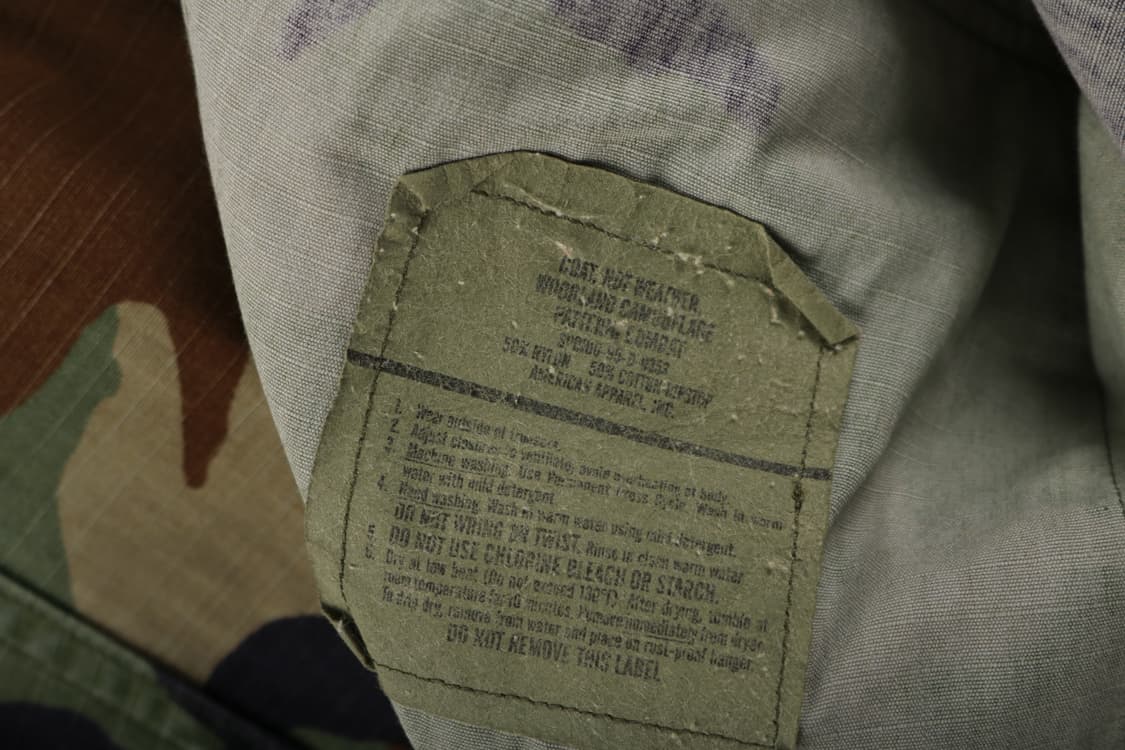 COAT, HOT WEATHER
WOODLAND CAMOUFLAGE
PATTERN, COMBAT
50% NYLON 50% COTTON RIPSTOP
AMERICAN APPAREL, INC.
1. Wear outside of trousers.
2. Adjust closures to ventilate; avoid overheating of body.
3. Machine washing. Use Permanent Press Cycle. Wash in warm
water with mild detergent.
4. Hand washing. Wash in warm water using mild detergent.
DO NOT WRING OR TWIST. Rinse in clean warm water
5. DO NOT USE CHLORINE BLEACH OR STARCH.
6. Dry at low heat (Do not exceed 130°F). After drying, tumble at
room temperature for 10 minutes. Remove immediately from dryer.
To drip dry, remove from water and place on rust-proof hanger.
DO NOT REMOVE THIS LABEL